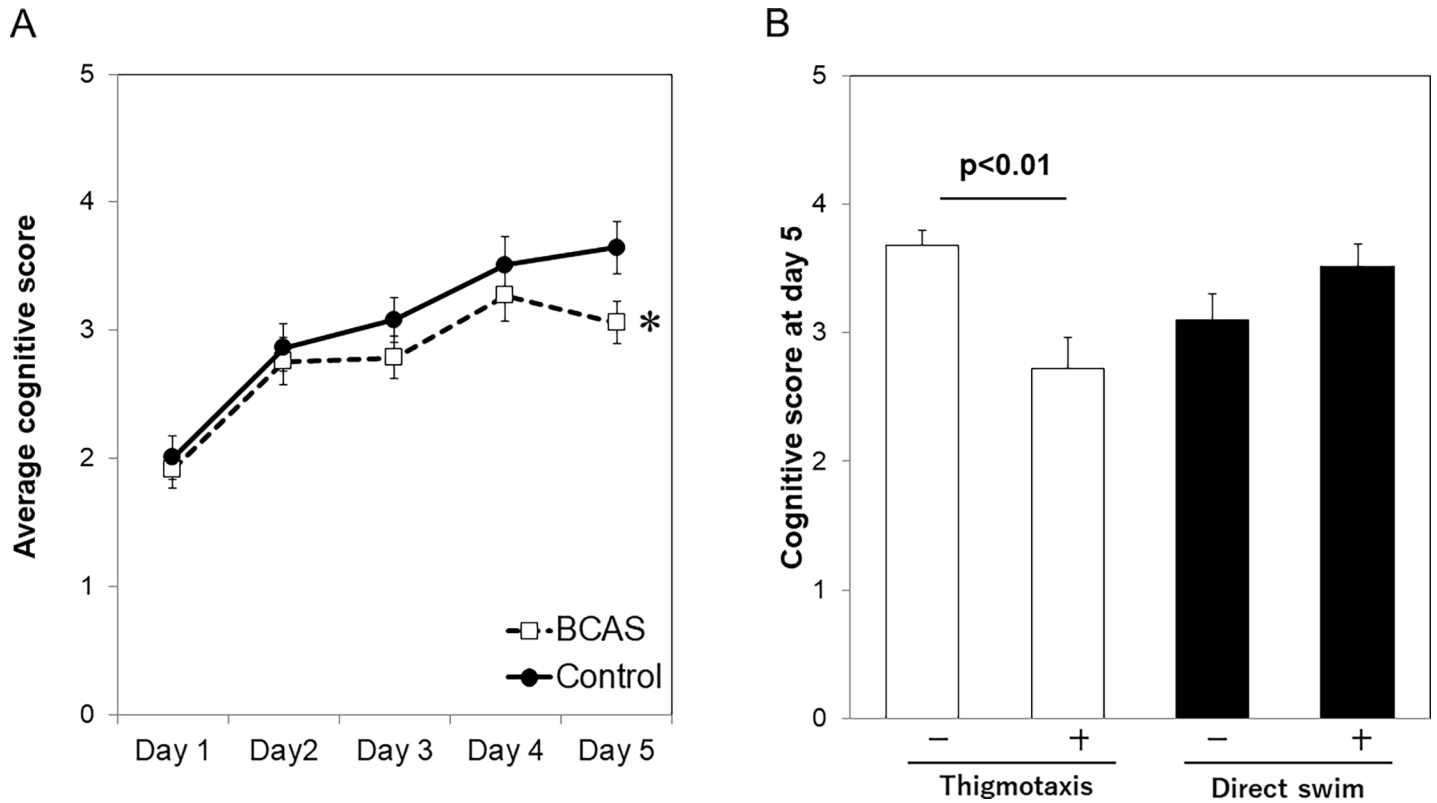 A
Average cognitive score
5
4
3
2
1
0
*
BCAS
Control
Day 1 Day2 Day 3 Day 4 Day 5
B
Cognitive score at day 5
5
4
3
2
1
0
p<0.01
− + − +
Thigmotaxis Direct swim